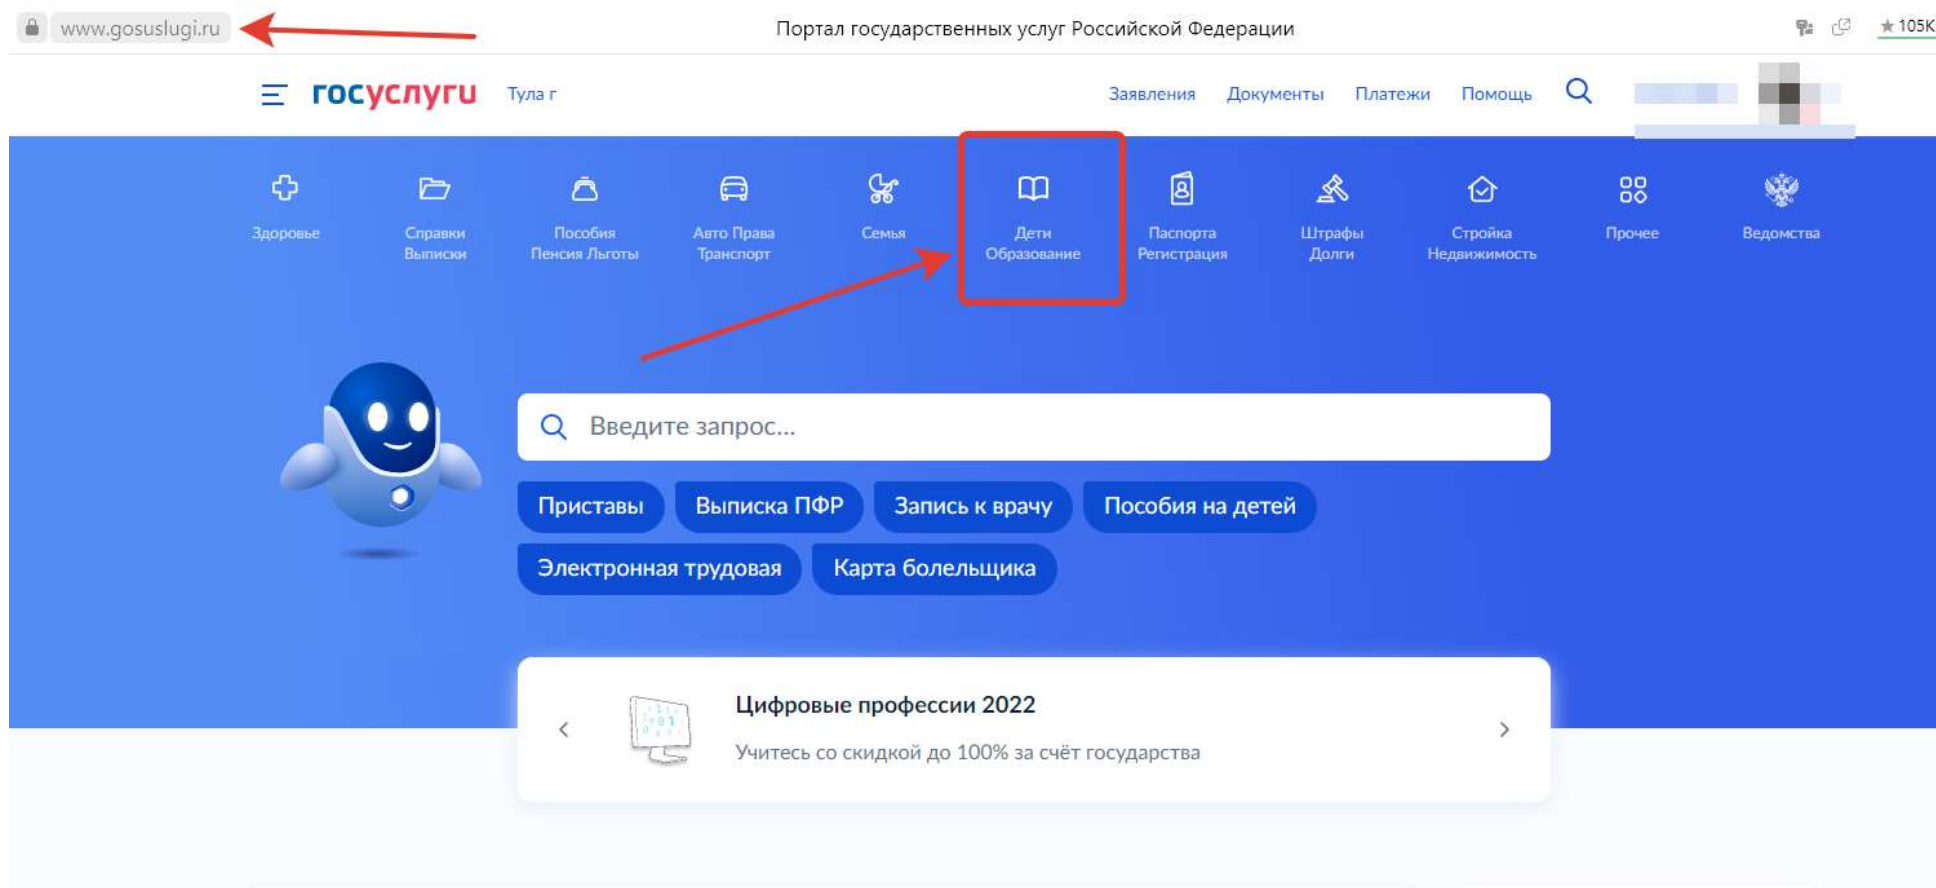 www.gosuslugi.ru
Портал государственных услуг Российской Федерации
105K
госуслуги
Тула г
Заявления
Документы
Платежи
Помощь
Здоровье
Справки
Выписки
Пособия
Пенсия Льготы
Авто Права
Транспорт
Семья
Дети
Образование
Паспорта
Регистрация
Штрафы
Долги
Стройка
Недвижимость
Прочее
Ведомства
Введите запрос...
Приставы
Выписка ПФР
Запись к врачу
Пособия на детей
Электронная трудовая
Карта болельщика
Цифровые профессии 2022
Учитесь со скидкой до 100% за счёт государства